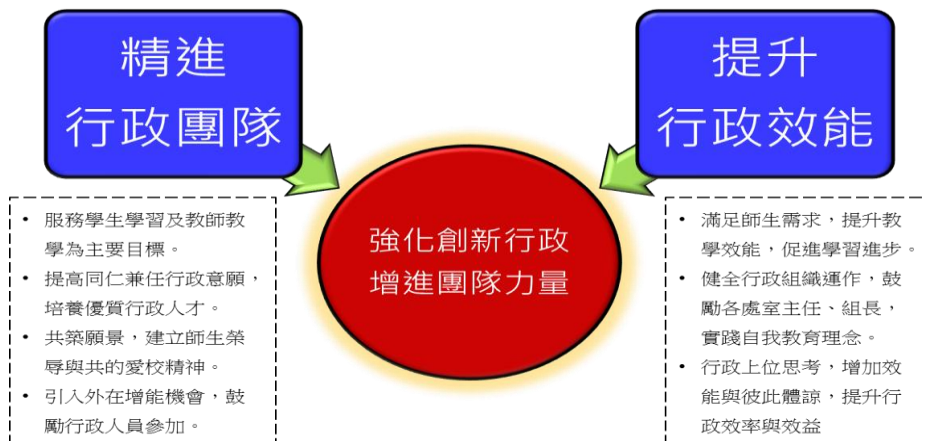 精進
行政團隊
提升
行政效能
強化創新行政
增進團隊力量
• 服務學生學習及教師教
學為主要目標。
• 提高同仁兼任行政意願，
培養優質行政人才。
• 共築願景，建立師生榮
辱與共的愛校精神。
• 引入外在增能機會，鼓
勵行政人員參加。
• 滿足師生需求，提升教
學效能，促進學習進步。
• 健全行政組織運作，鼓
勵各處室主任、組長，
實踐自我教育理念。
• 行政上位思考，增加效
能與彼此體諒，提升行
政效率與效益